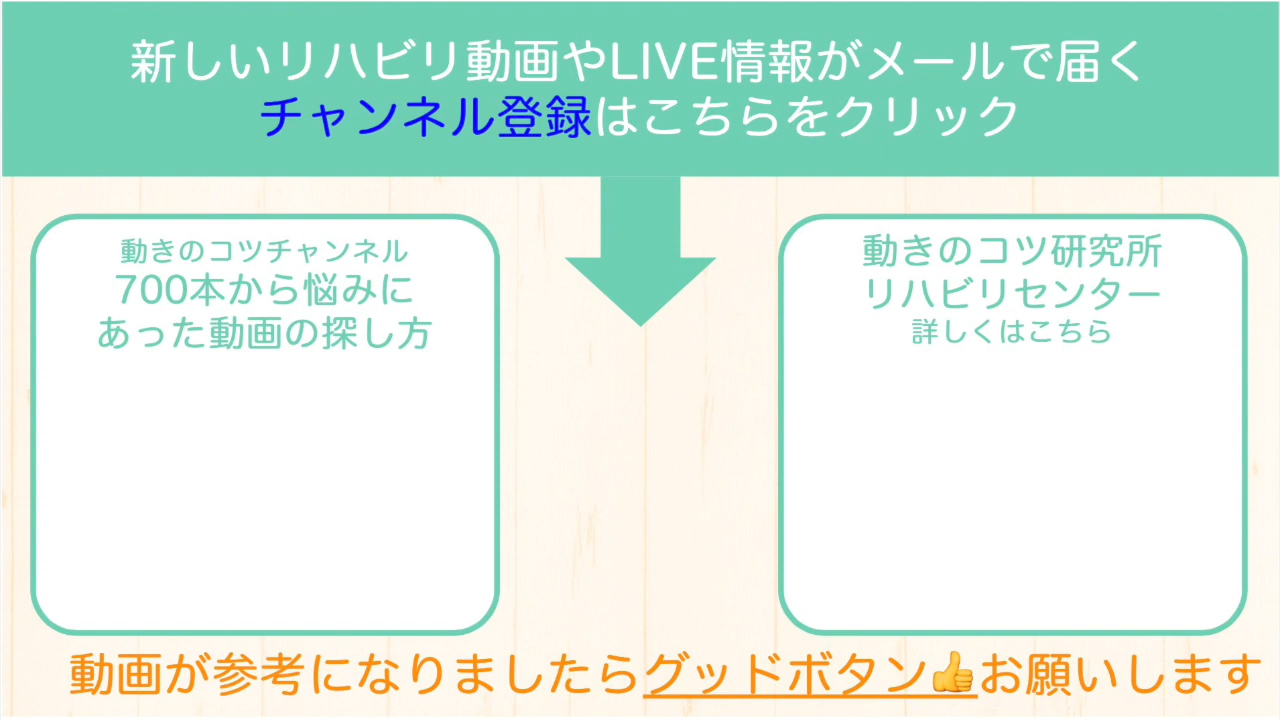 新しいリハビリ動画やLIVE情報がメールで届く
チャンネル登録はこちらをクリック
動きのコツチャンネル
700本から悩みに
あった動画の探し方
動きのコツ研究所
リハビリセンター
詳しくはこちら
動画が参考になりましたらグッドボタン👍お願いします